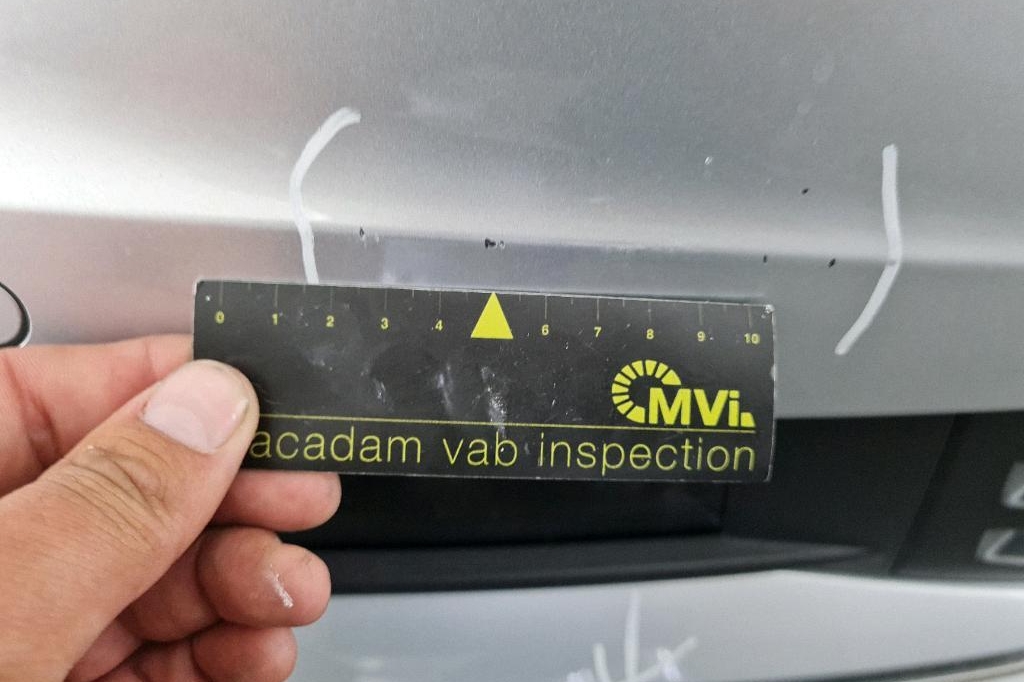 0 1 2 3 4 6 7 8 9 10
MVi
acadam vab inspection